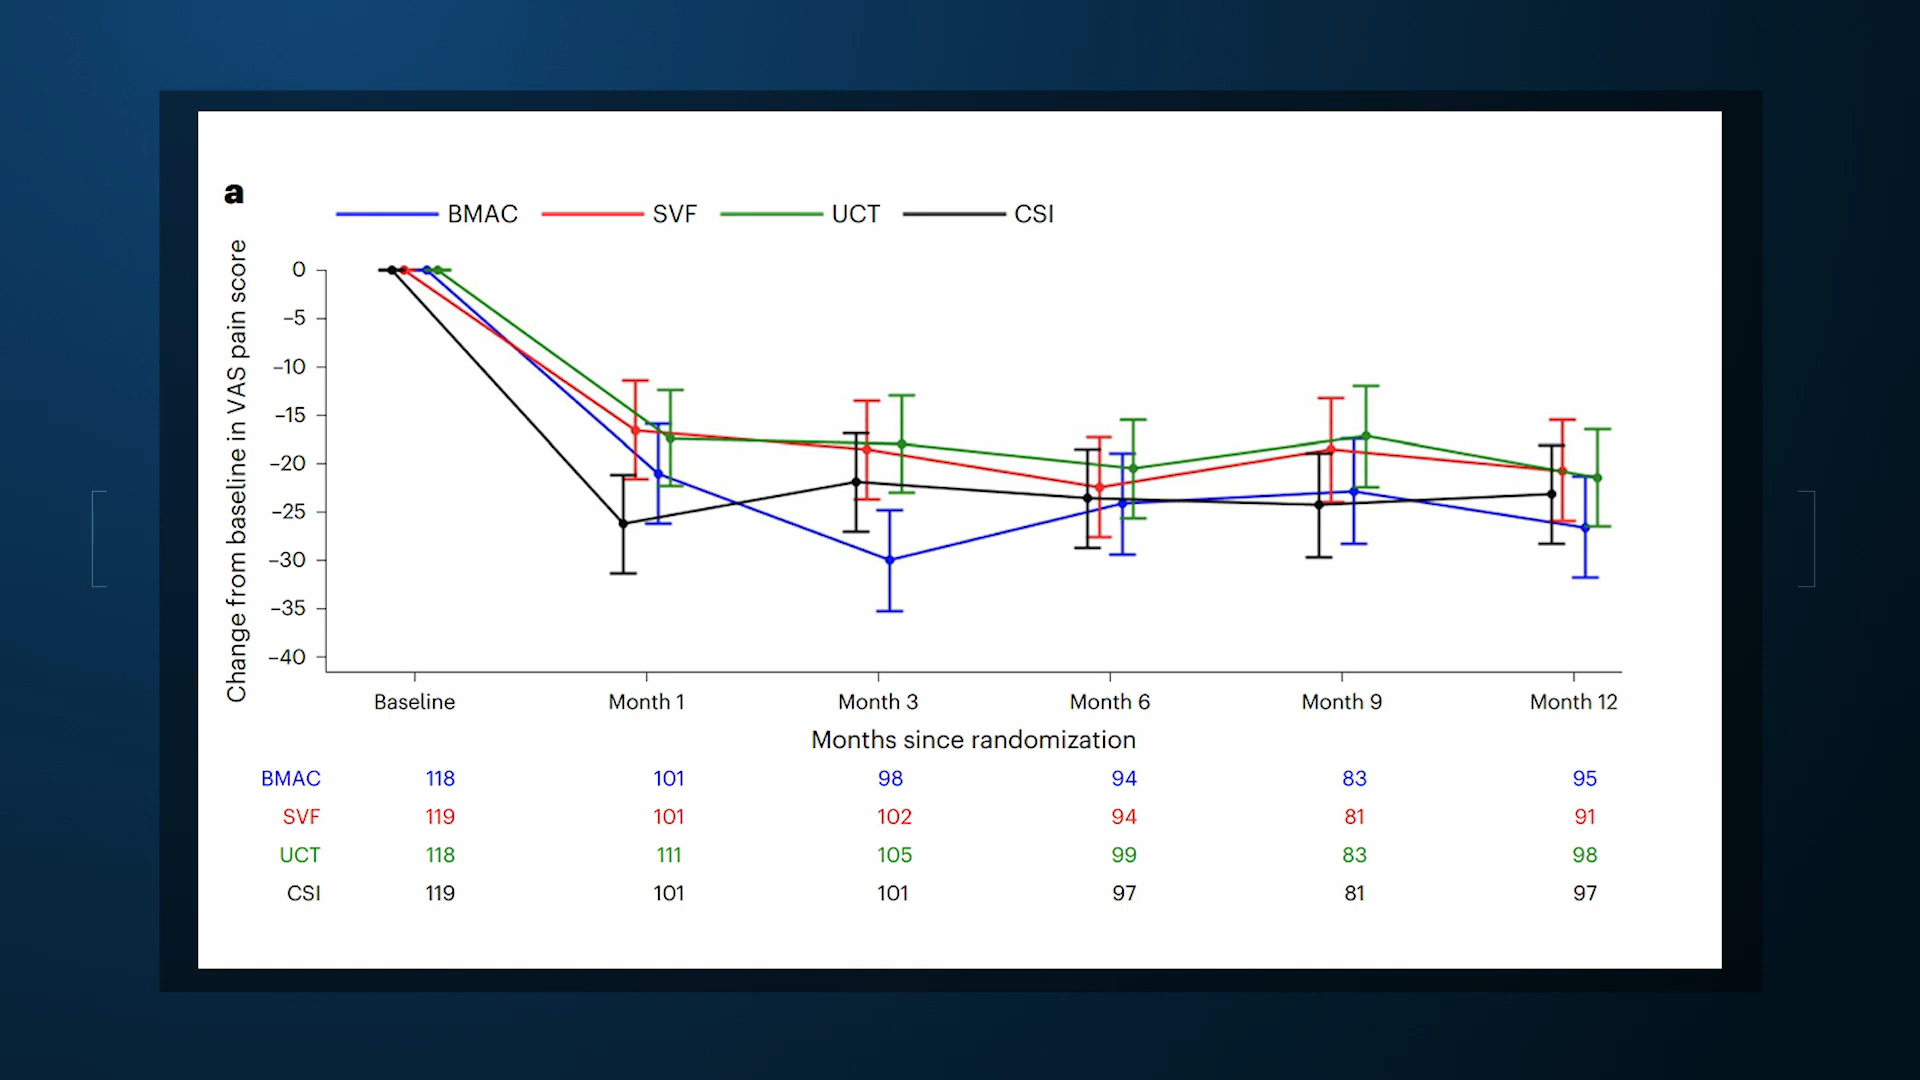 a
BMAC SVF UCT CSI
Change from baseline in VAS pain score
0
–5
–10
–15
–20
–25
–30
–35
–40
Baseline Month 1 Month 3 Month 6 Month 9 Month 12
Months since randomization
BMAC 118 101 98 94 83 95
SVF 119 101 102 94 81 91
UCT 118 111 105 99 83 98
CSI 119 101 101 97 81 97